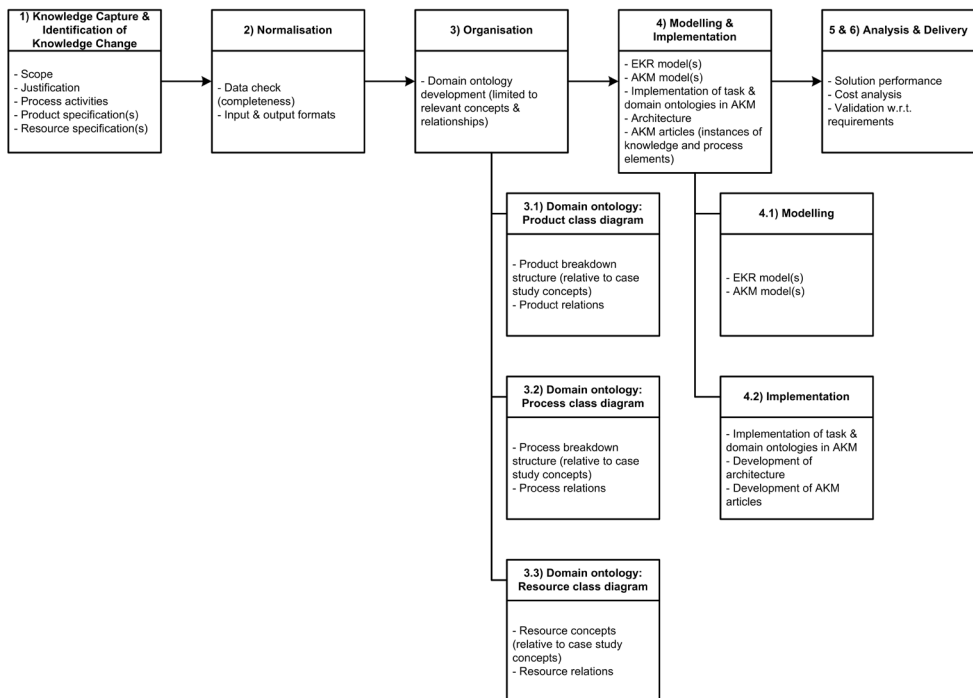 1) Knowledge Capture &
Identification of
Knowledge Change
- Scope
- Justification
- Process activities
- Product specification(s)
- Resource specification(s)
2) Normalisation
- Data check
(completeness)
- Input & output formats
3) Organisation
- Domain ontology
development (limited to
relevant concepts &
relationships)
4) Modelling &
Implementation
- EKR model(s)
- AKM model(s)
- Implementation of task &
domain ontologies in AKM
- Architecture
- AKM articles (instances of
knowledge and process
elements)
5 & 6) Analysis & Delivery
- Solution performance
- Cost analysis
- Validation w.r.t.
requirements
3.1) Domain ontology:
Product class diagram
- Product breakdown
structure (relative to case
study concepts)
- Product relations
4.1) Modelling
- EKR model(s)
- AKM model(s)
3.2) Domain ontology:
Process class diagram
- Process breakdown
structure (relative to case
study concepts)
- Process relations
4.2) Implementation
- Implementation of task &
domain ontologies in AKM
- Development of
architecture
- Development of AKM
articles
3.3) Domain ontology:
Resource class diagram
- Resource concepts
(relative to case study
concepts)
- Resource relations